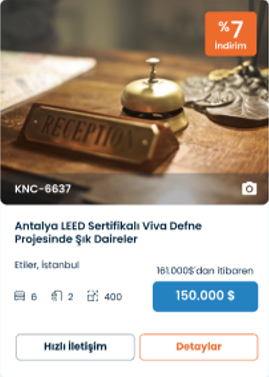 %7
İndirim
RECEPTION
KNC-6637
Antalya LEED Sertifikalı Viva Defne
Projesinde Şık Daireler
Etiler, İstanbul
161.000$'dan itibaren
6 2 400
150.000 $
Hızlı İletişim
Detaylar